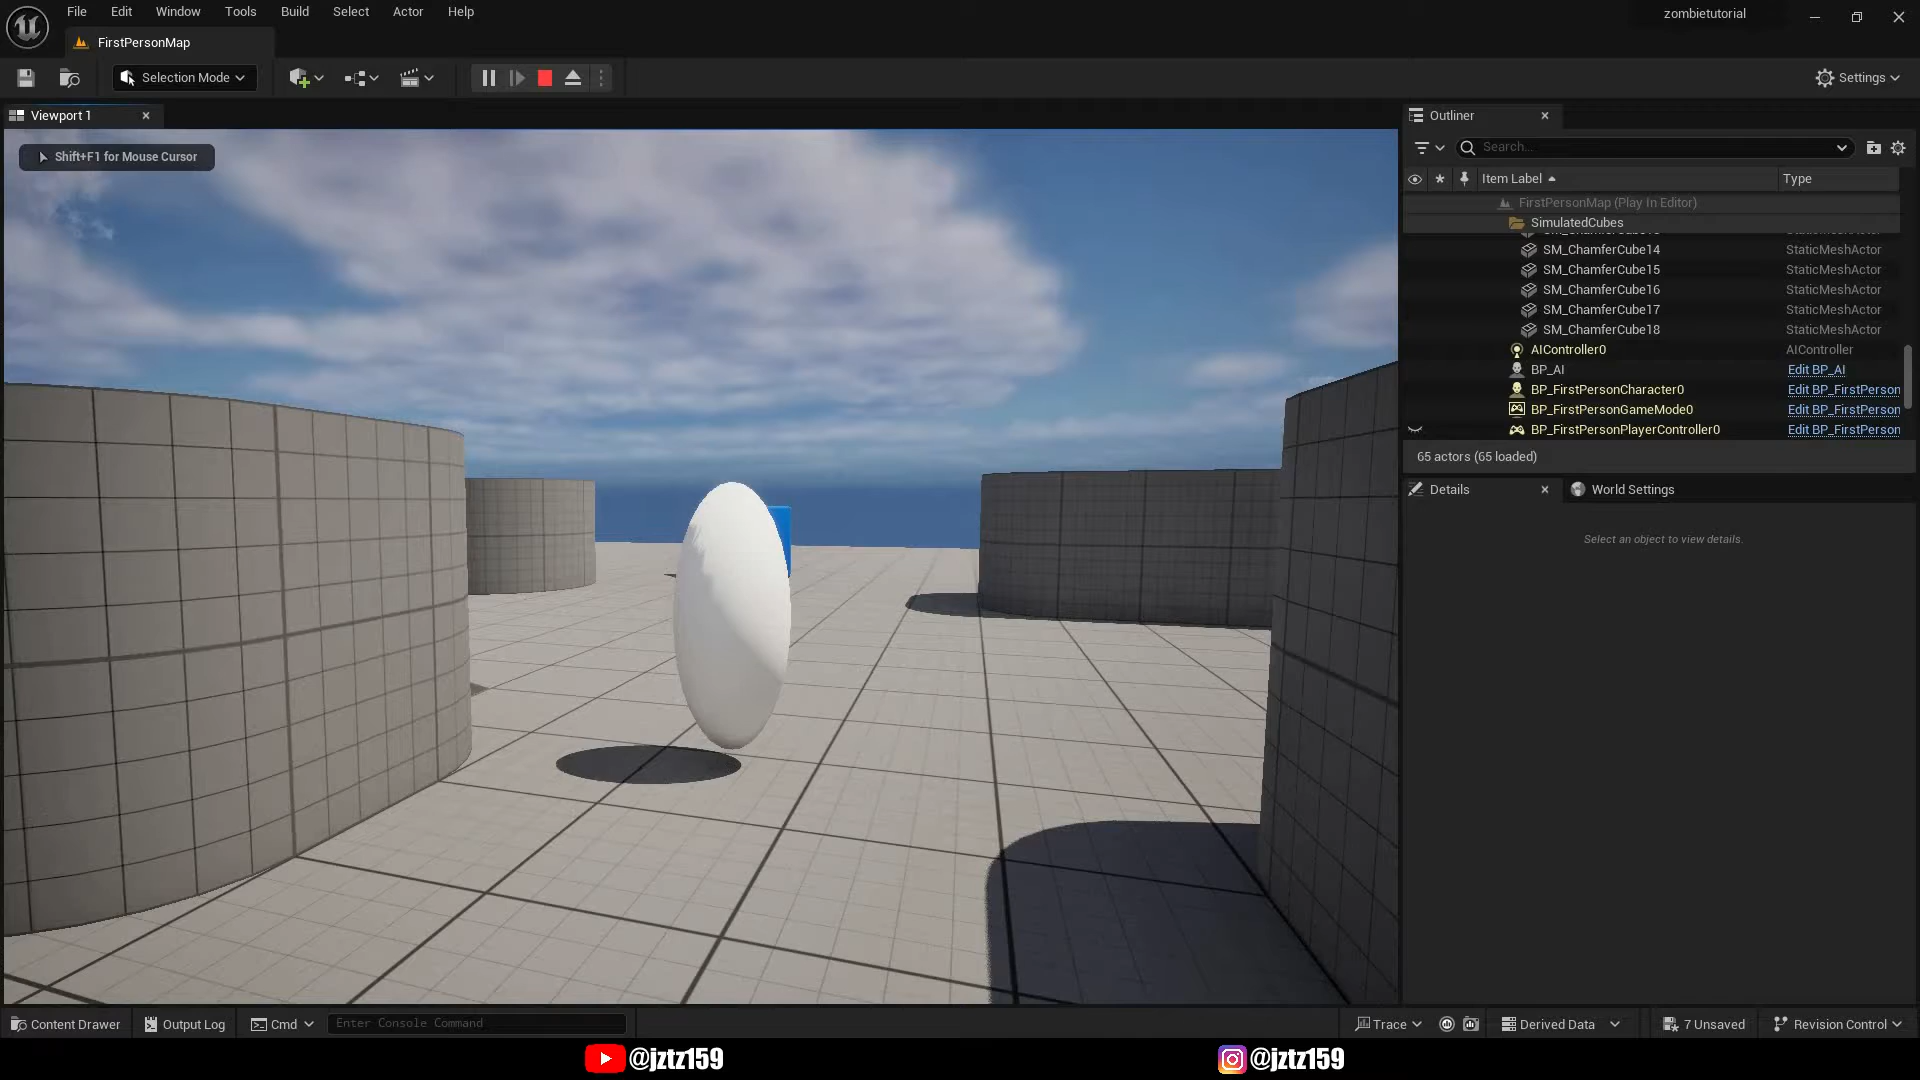 File Edit Window Tools Build Select Actor Help
zombietutorial
FirstPersonMap
Selection Mode
Settings
Viewport 1
Shift+F1 for Mouse Cursor
Outliner
Search...
Item Label Type
FirstPersonMap (Play In Editor)
SimulatedCubes
SM_ChamferCube14 StaticMeshActor
SM_ChamferCube15 StaticMeshActor
SM_ChamferCube16 StaticMeshActor
SM_ChamferCube17 StaticMeshActor
SM_ChamferCube18 StaticMeshActor
AIController0 AIController
BP_AI Edit BP_AI
BP_FirstPersonCharacter0 Edit BP_FirstPerson
BP_FirstPersonGameMode0 Edit BP_FirstPerson
BP_FirstPersonPlayerController0 Edit BP_FirstPerson
65 actors (65 loaded)
Details World Settings
Select an object to view details.
Content Drawer Output Log Cmd Enter Console Command Trace Derived Data 7 Unsaved Revision Control
@jztz159 @jztz159